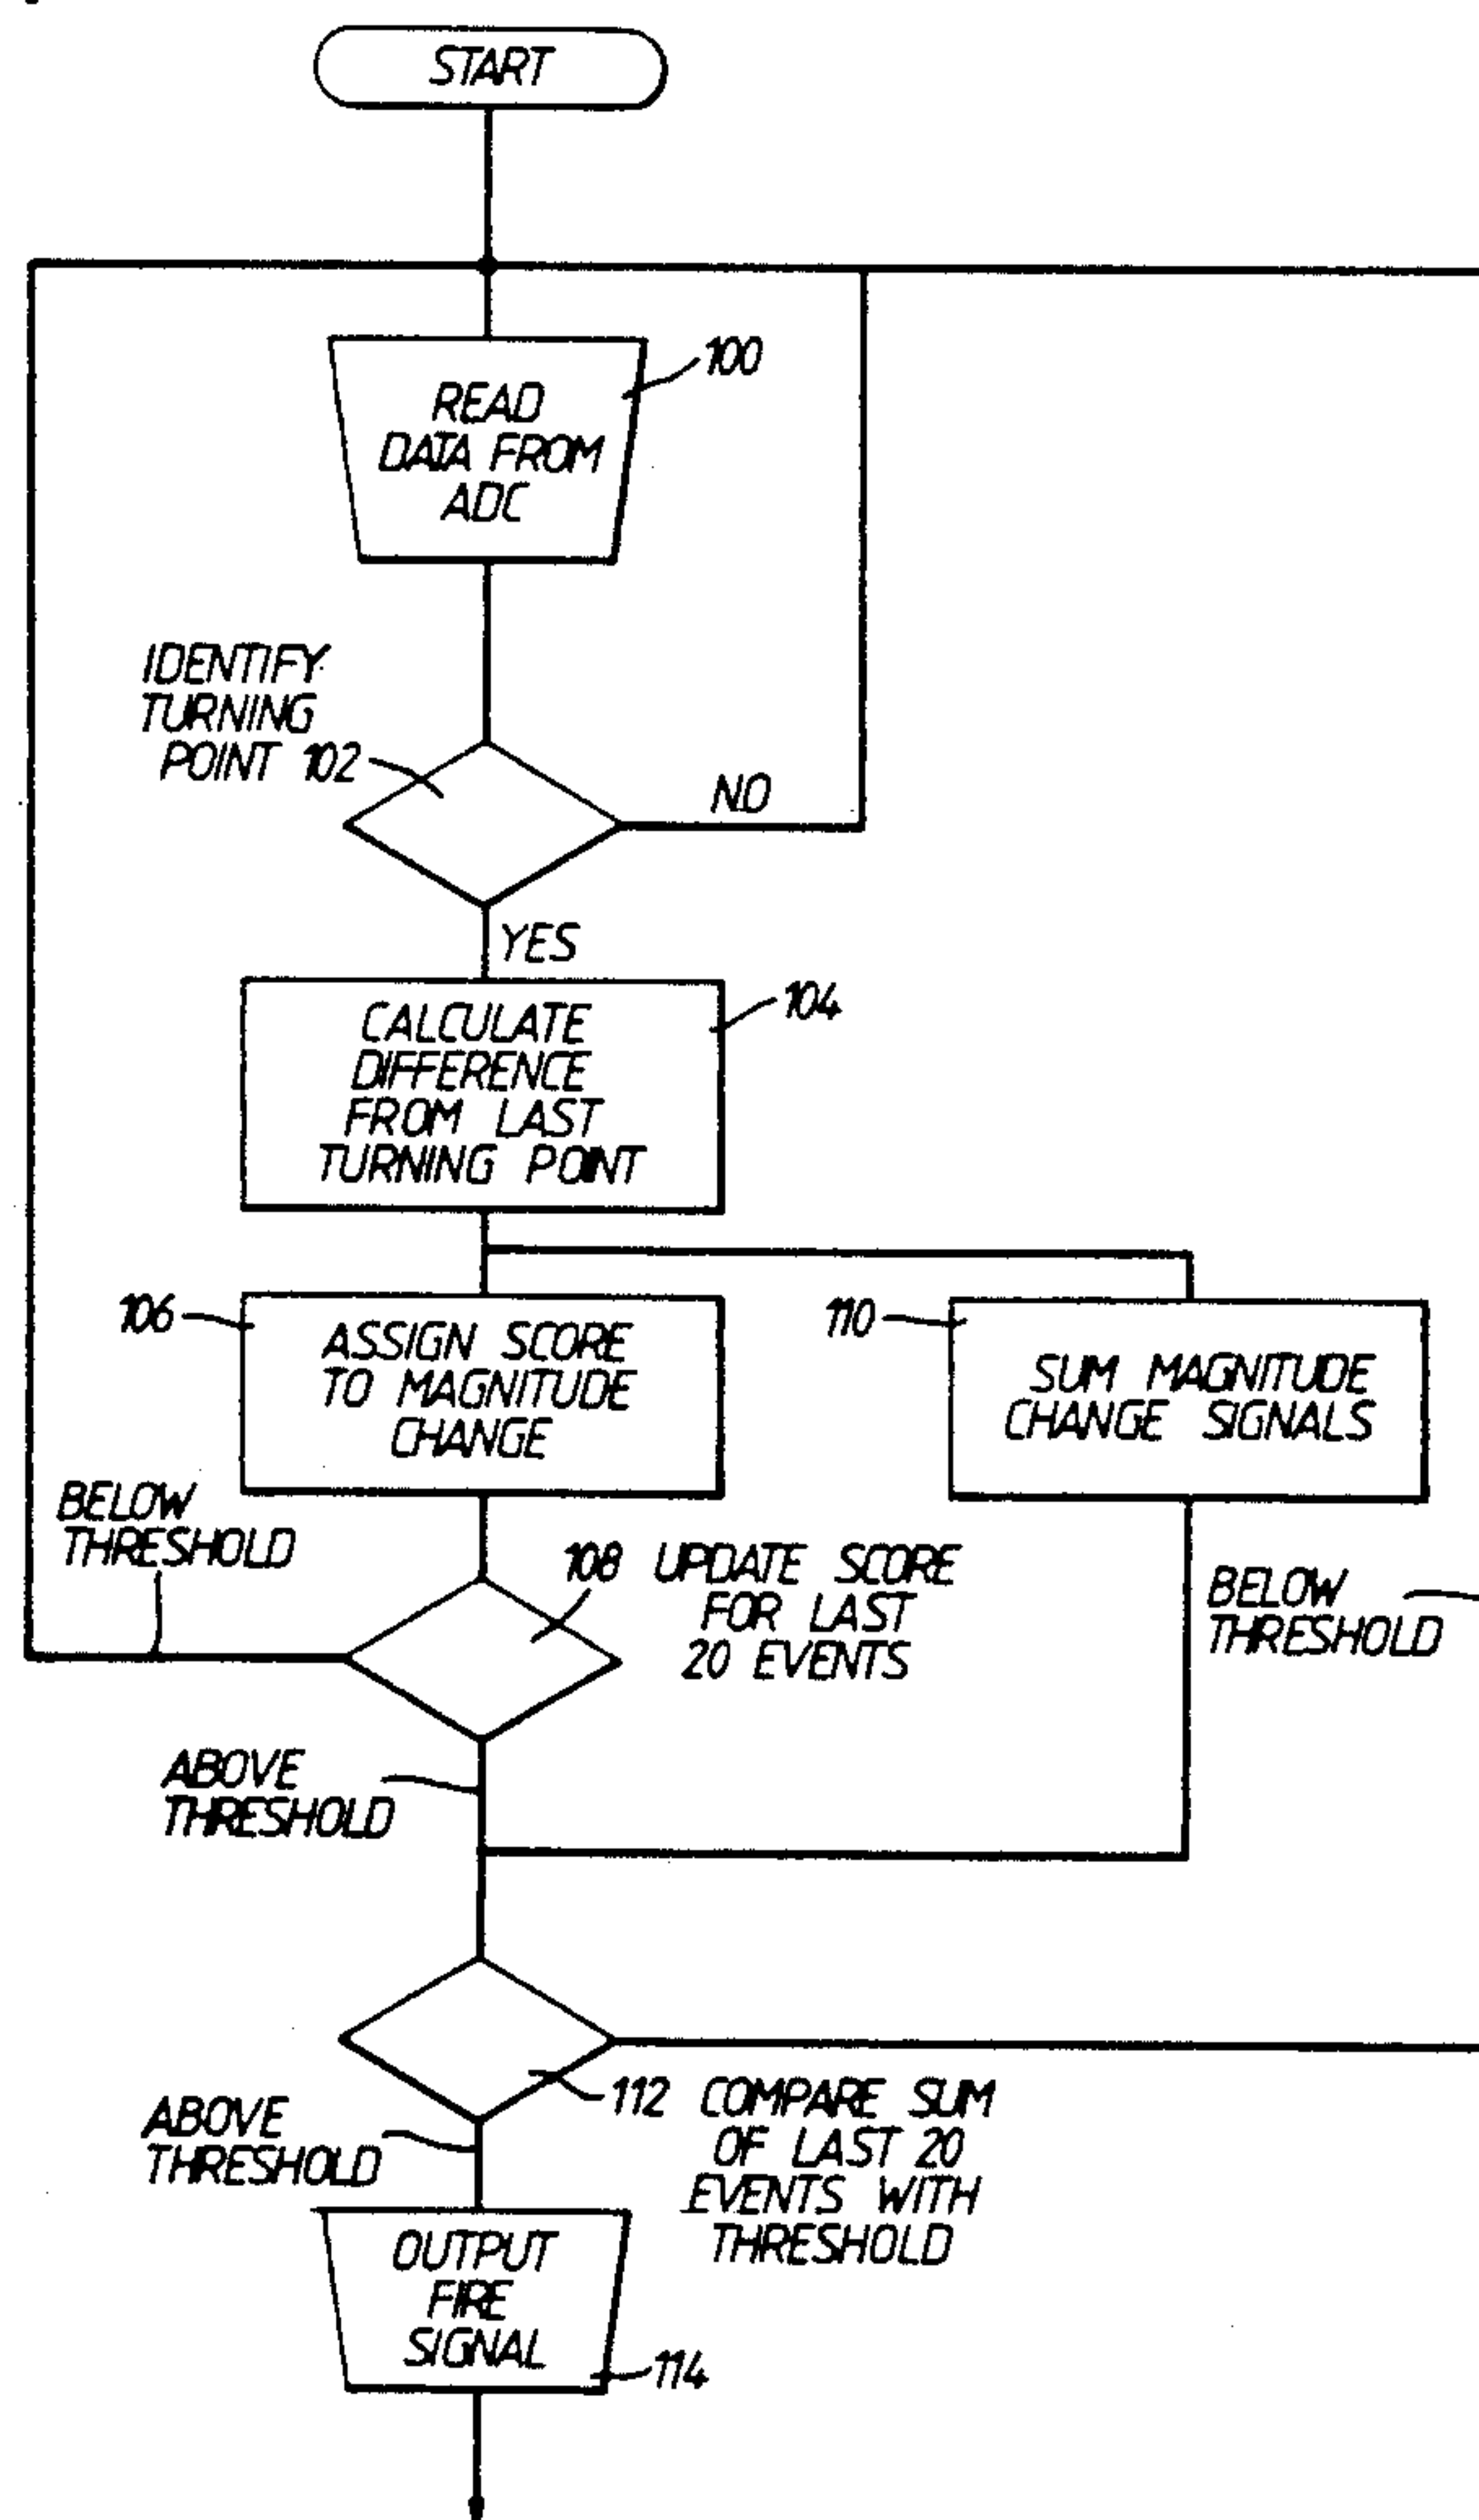 START
100
READ
DATA FROM
ADC
IDENTIFY
TURNING
POINT 102
NO
YES
104
CALCULATE
DIFFERENCE
FROM LAST
TURNING POINT
106
ASSIGN SCORE
TO MAGNITUDE
CHANGE
110
SUM MAGNITUDE
CHANGE SIGNALS
BELOW
THRESHOLD
108 UPDATE SCORE
FOR LAST
20 EVENTS
BELOW
THRESHOLD
ABOVE
THRESHOLD
112 COMPARE SUM
OF LAST 20
EVENTS WITH
THRESHOLD
ABOVE
THRESHOLD
OUTPUT
FIRE
SIGNAL
114